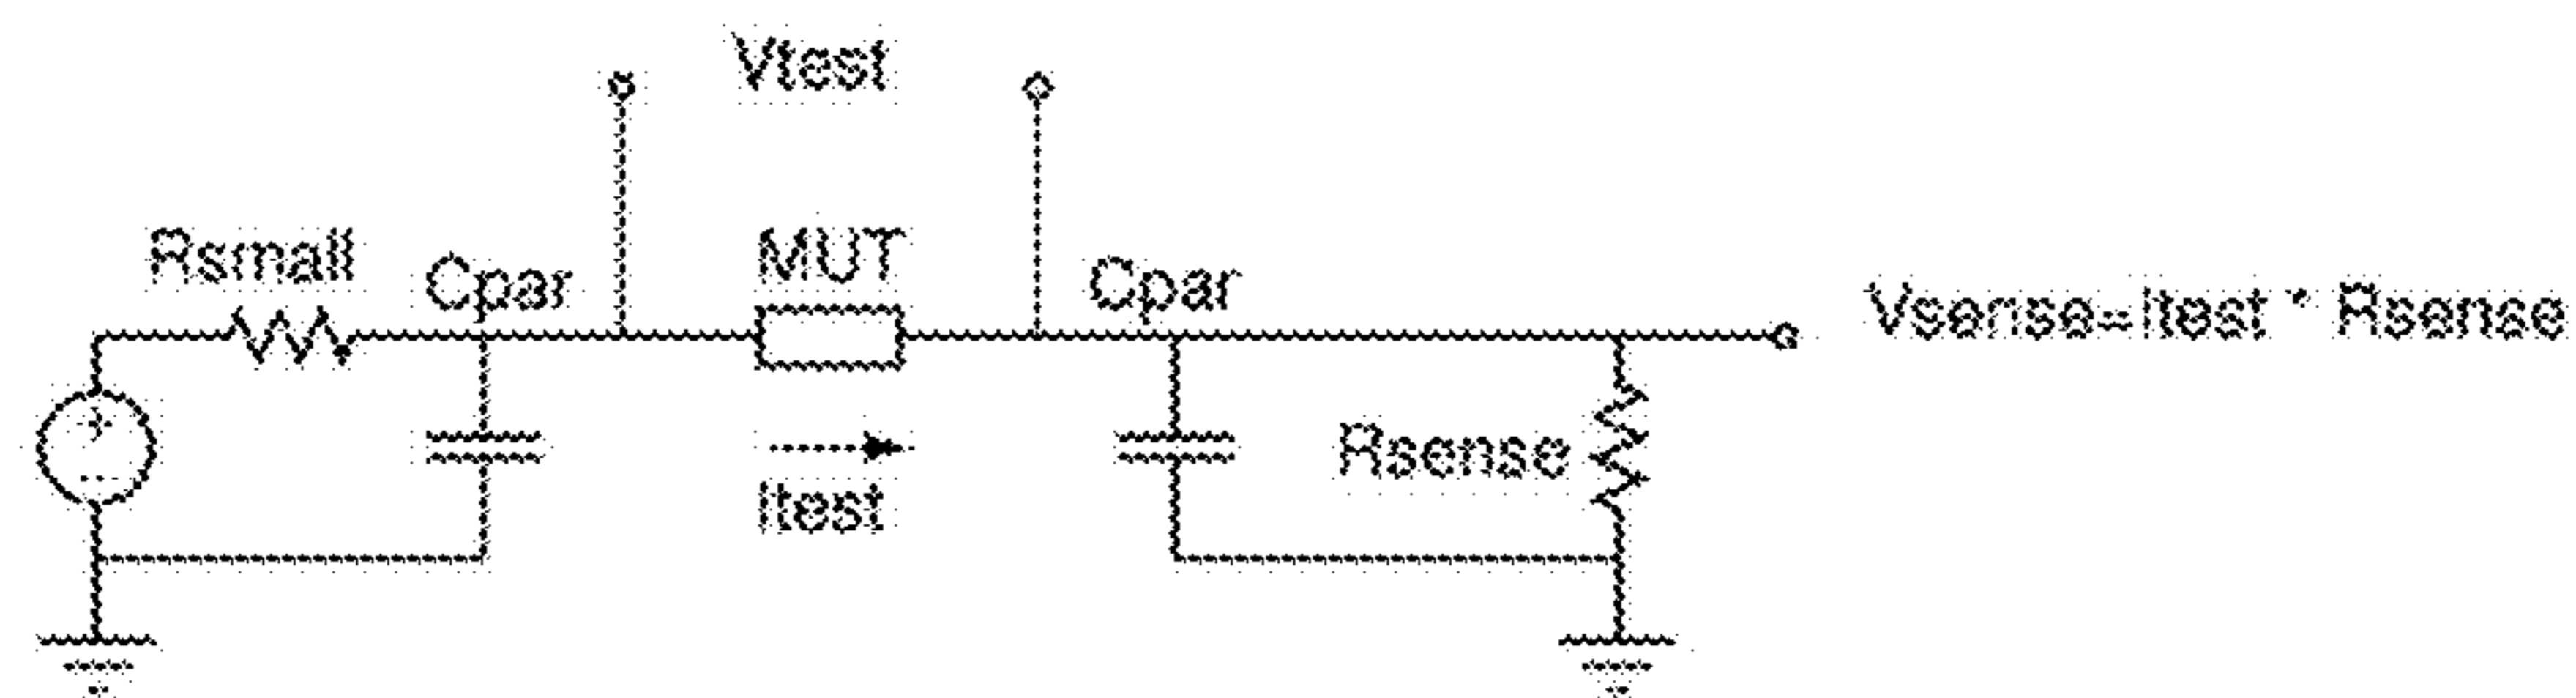 Vtest
Rsmall
Cpar
MUT
Cpar
Vsense=Itest * Rsense
+
-
Itest
Rsense